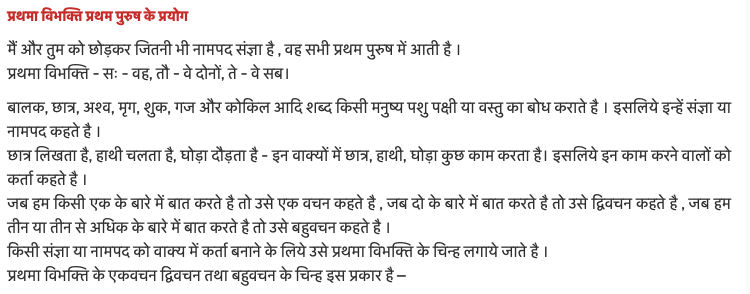 प्रथमा विभक्ति प्रथम पुरुष के प्रयोग
मैं और तुम को छोड़कर जितनी भी नामपद संज्ञा है , वह सभी प्रथम पुरुष में आती है ।
प्रथमा विभक्ति - सः - वह, तौ - वे दोनों, ते - वे सब।
बालक, छात्र, अश्व, मृग, शुक, गज और कोकिल आदि शब्द किसी मनुष्य पशु पक्षी या वस्तु का बोध कराते है । इसलिये इन्हें संज्ञा या
नामपद कहते है ।
छात्र लिखता है, हाथी चलता है, घोड़ा दौड़ता है - इन वाक्यों में छात्र, हाथी, घोड़ा कुछ काम करता है। इसलिये इन काम करने वालों को
कर्ता कहते है ।
जब हम किसी एक के बारे में बात करते है तो उसे एक वचन कहते है , जब दो के बारे में बात करते है तो उसे द्विवचन कहते है , जब हम
तीन या तीन से अधिक के बारे में बात करते है तो उसे बहुवचन कहते है ।
किसी संज्ञा या नामपद को वाक्य में कर्ता बनाने के लिये उसे प्रथमा विभक्ति के चिन्ह लगाये जाते है ।
प्रथमा विभक्ति के एकवचन द्विवचन तथा बहुवचन के चिन्ह इस प्रकार है –